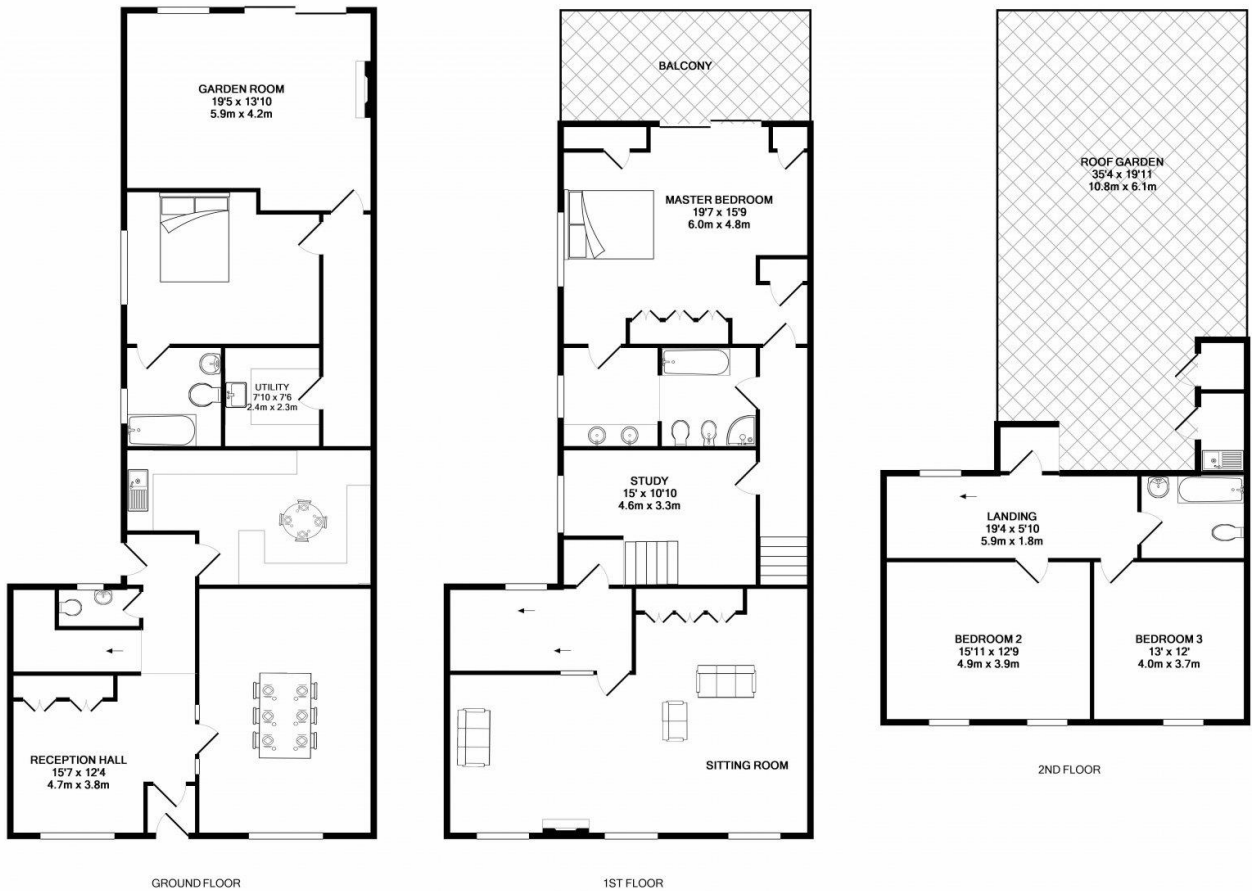 GARDEN ROOM
19'5 x 13'10
5.9m x 4.2m
UTILITY
7'10 x 7'6
2.4m x 2.3m
RECEPTION HALL
15'7 x 12'4
4.7m x 3.8m
GROUND FLOOR
BALCONY
MASTER BEDROOM
19'7 x 15'9
6.0m x 4.8m
STUDY
15' x 10'10
4.6m x 3.3m
SITTING ROOM
1ST FLOOR
ROOF GARDEN
35'4 x 19'11
10.8m x 6.1m
LANDING
19'4 x 5'10
5.9m x 1.8m
BEDROOM 2
15'11 x 12'9
4.9m x 3.9m
BEDROOM 3
13' x 12'
4.0m x 3.7m
2ND FLOOR